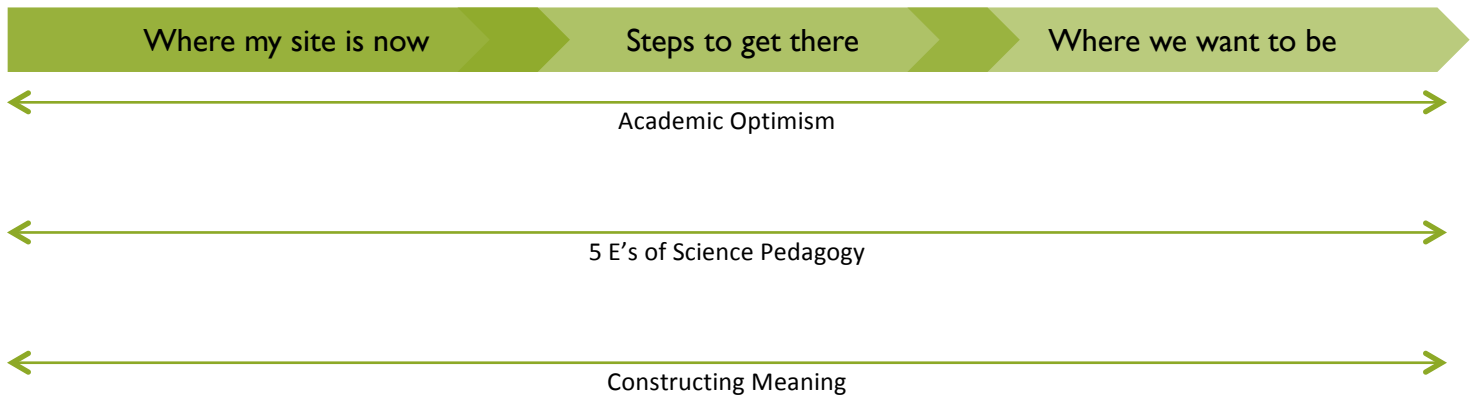 Where my site is now Steps to get there Where we want to be
Academic Optimism
5 E’s of Science Pedagogy
Constructing Meaning